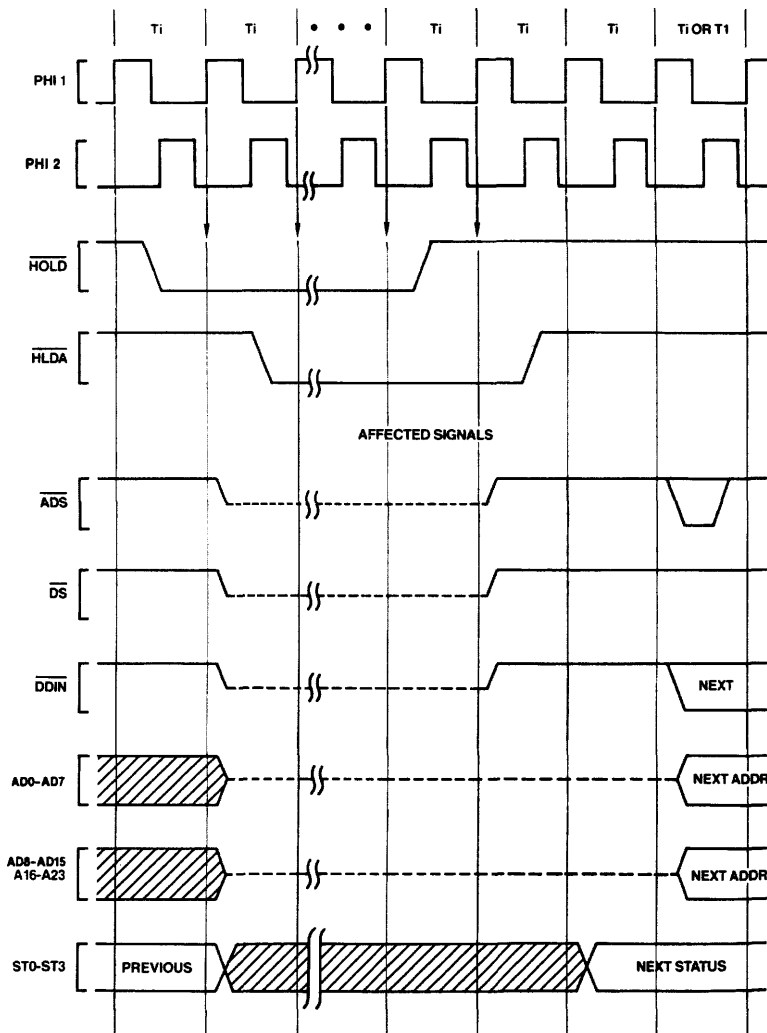 Ti Ti • • • Ti Ti Ti Ti OR T1
PHI 1
PHI 2
HOLD
HLDA
AFFECTED SIGNALS
ADS
DS
DDIN
NEXT
AD0–AD7
NEXT ADDR
AD8–AD15
A16–A23
NEXT ADDR
ST0-ST3
PREVIOUS
NEXT STATUS